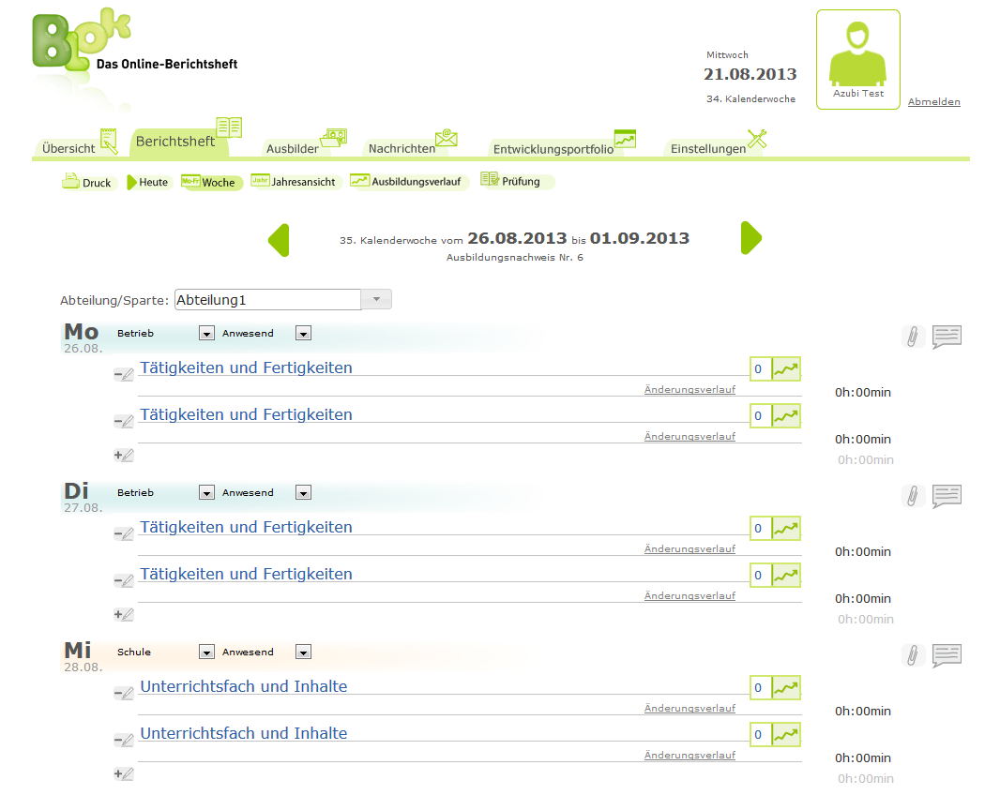 Blok
Das Online-Berichtsheft
Mittwoch
21.08.2013
34. Kalenderwoche
Azubi Test
Abmelden
Übersicht Berichtsheft Ausbilder Nachrichten Entwicklungsportfolio Einstellungen
Druck Heute Mo-Fr Woche Jahr Jahresansicht Ausbildungsverlauf Prüfung
35. Kalenderwoche vom 26.08.2013 bis 01.09.2013
Ausbildungsnachweis Nr. 6
Abteilung/Sparte: Abteilung1
Mo Betrieb Anwesend
26.08.
Tätigkeiten und Fertigkeiten 0
Änderungsverlauf 0h:00min
Tätigkeiten und Fertigkeiten 0
Änderungsverlauf 0h:00min
0h:00min
Di Betrieb Anwesend
27.08.
Tätigkeiten und Fertigkeiten 0
Änderungsverlauf 0h:00min
Tätigkeiten und Fertigkeiten 0
Änderungsverlauf 0h:00min
0h:00min
Mi Schule Anwesend
28.08.
Unterrichtsfach und Inhalte 0
Änderungsverlauf 0h:00min
Unterrichtsfach und Inhalte 0
Änderungsverlauf 0h:00min
0h:00min